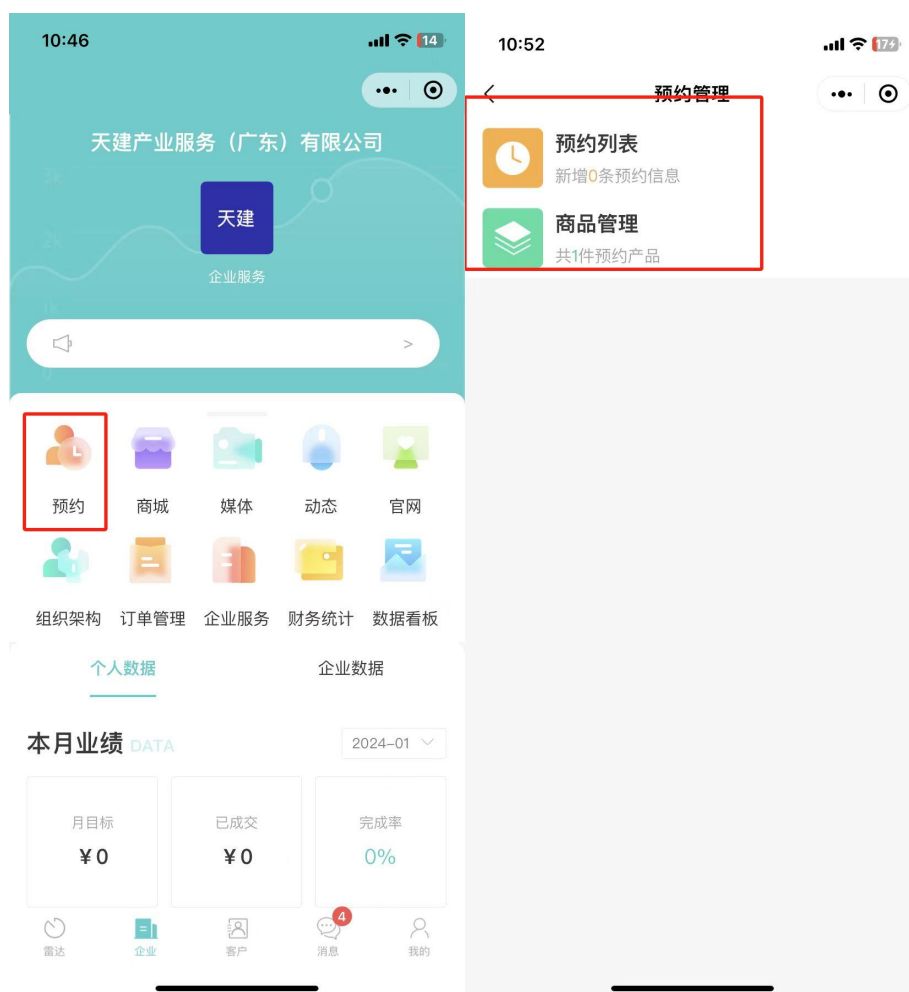 10:46
14
天建产业服务（广东）有限公司
3K
天建
2K
企业服务
1K
>
预约
商城
媒体
动态
官网
组织架构
订单管理
企业服务
财务统计
数据看板
个人数据
企业数据
本月业绩 DATA
2024-01
月目标
已成交
完成率
¥0
¥0
0%
4
雷达
企业
客户
消息
我的
10:52
17
预约管理
预约列表
新增0条预约信息
商品管理
共1件预约产品